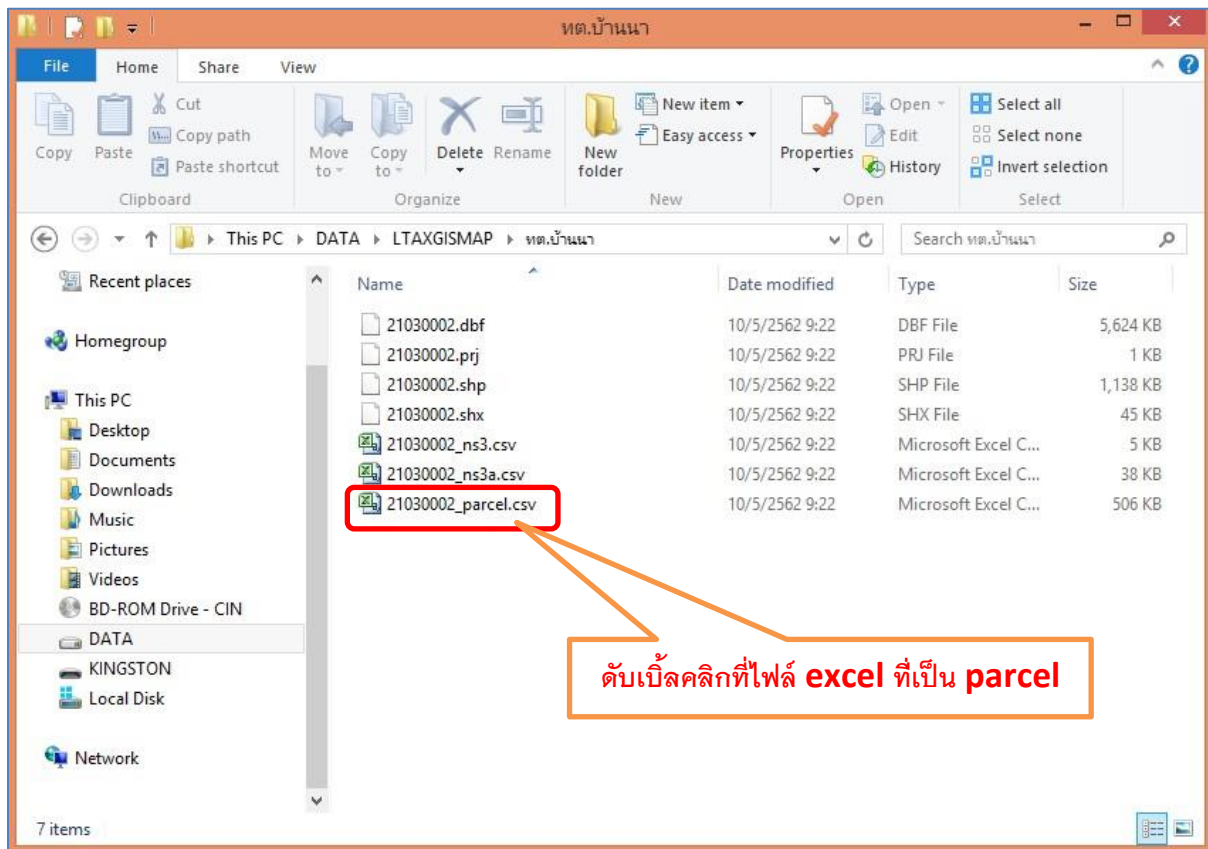 ทต.บ้านนา
File Home Share View
Copy
Paste
Cut
Copy path
Paste shortcut
Clipboard
Move to
Copy to
Delete
Rename
Organize
New folder
New item
Easy access
New
Properties
Open
Edit
History
Open
Select all
Select none
Invert selection
Select
This PC DATA LTAXGISMAP ทต.บ้านนา
Search ทต.บ้านนา
Recent places
Homegroup
This PC
Desktop
Documents
Downloads
Music
Pictures
Videos
BD-ROM Drive - CIN
DATA
KINGSTON
Local Disk
Network
Name Date modified Type Size
21030002.dbf 10/5/2562 9:22 DBF File 5,624 KB
21030002.prj 10/5/2562 9:22 PRJ File 1 KB
21030002.shp 10/5/2562 9:22 SHP File 1,138 KB
21030002.shx 10/5/2562 9:22 SHX File 45 KB
21030002_ns3.csv 10/5/2562 9:22 Microsoft Excel C... 5 KB
21030002_ns3a.csv 10/5/2562 9:22 Microsoft Excel C... 38 KB
21030002_parcel.csv 10/5/2562 9:22 Microsoft Excel C... 506 KB
ดับเบิ้ลคลิกที่ไฟล์ excel ที่เป็น parcel
7 items